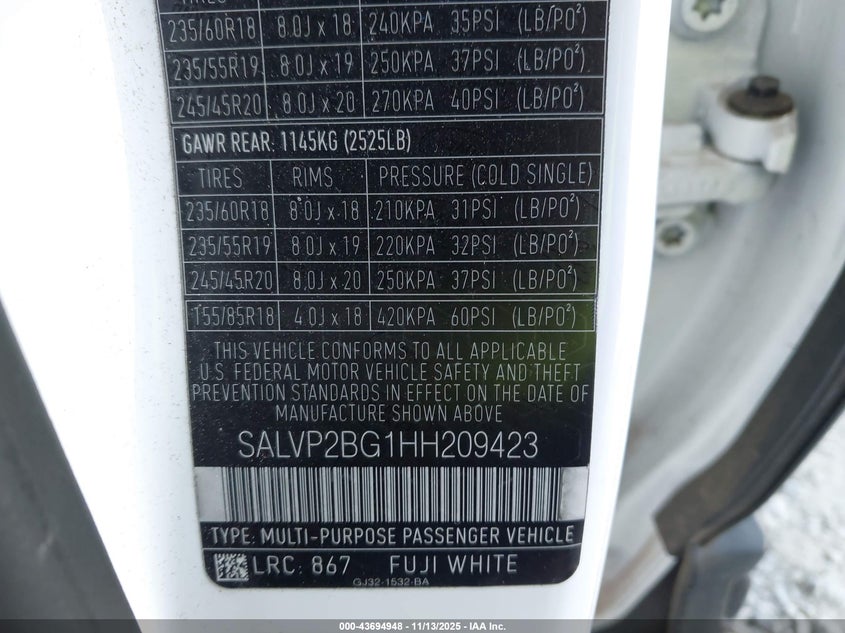 TIRES
235/60R18 8.0J x 18 240KPA 35PSI (LB/PO²)
235/55R19 8.0J x 19 250KPA 37PSI (LB/PO²)
245/45R20 8.0J x 20 270KPA 40PSI (LB/PO²)
GAWR REAR: 1145KG (2525LB)
TIRES RIMS PRESSURE (COLD SINGLE)
235/60R18 8.0J x 18 210KPA 31PSI (LB/PO²)
235/55R19 8.0J x 19 220KPA 32PSI (LB/PO²)
245/45R20 8.0J x 20 250KPA 37PSI (LB/PO²)
T55/85R18 4.0J x 18 420KPA 60PSI (LB/PO²)
THIS VEHICLE CONFORMS TO ALL APPLICABLE
U.S. FEDERAL MOTOR VEHICLE SAFETY AND THEFT
PREVENTION STANDARDS IN EFFECT ON THE DATE OF
MANUFACTURE SHOWN ABOVE
SALVP2BG1HH209423
TYPE: MULTI-PURPOSE PASSENGER VEHICLE
LRC: 867 FUJI WHITE
GJ32-1532-BA
000-43694948 - 11/13/2025 - IAA Inc.